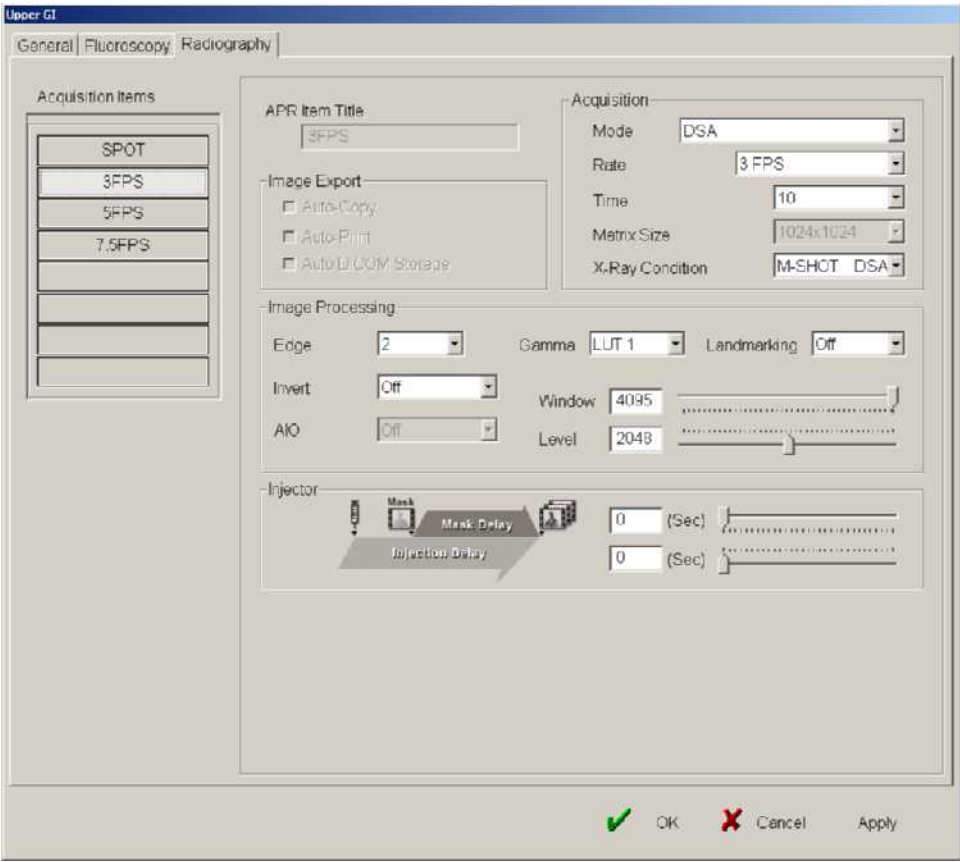 Upper GI
General Fluoroscopy Radiography
Acquisition Items
SPOT
3FPS
5FPS
7.5FPS
APR Item Title
3FPS
Image Export
Auto-Copy
Auto-Print
Auto DICOM Storage
Acquisition
Mode DSA
Rate 3 FPS
Time 10
Matrix Size 1024x1024
X-Ray Condition M-SHOT DSA
Image Processing
Edge 2 Gamma LUT 1 Landmarking Off
Invert Off
Window 4095
AIO Off
Level 2048
Injector
Mask
Mask Delay
Injection Delay
0 (Sec)
0 (Sec)
OK Cancel Apply